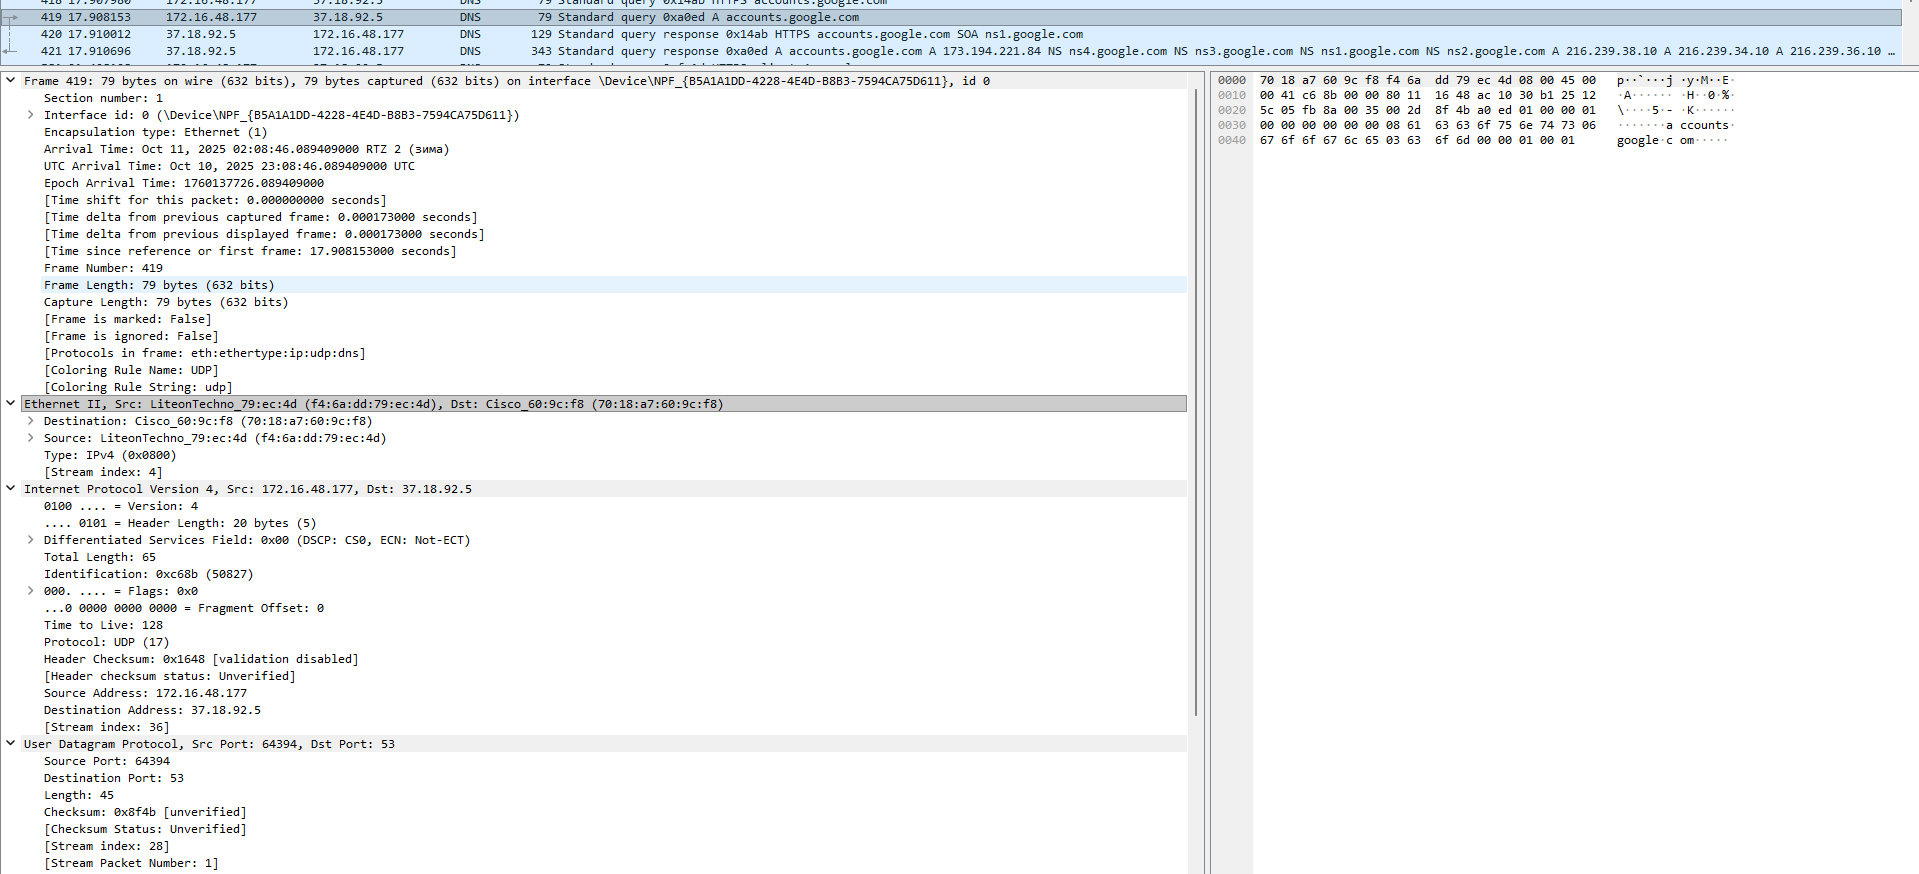 418 17.907980 172.16.48.177 37.18.92.5 DNS 79 Standard query 0x14ab HTTPS accounts.google.com
419 17.908153 172.16.48.177 37.18.92.5 DNS 79 Standard query 0xa0ed A accounts.google.com
420 17.910012 37.18.92.5 172.16.48.177 DNS 129 Standard query response 0x14ab HTTPS accounts.google.com SOA ns1.google.com
421 17.910696 37.18.92.5 172.16.48.177 DNS 343 Standard query response 0xa0ed A accounts.google.com A 173.194.221.84 NS ns4.google.com NS ns3.google.com NS ns1.google.com NS ns2.google.com A 216.239.38.10 A 216.239.34.10 A 216.239.36.10 …
Frame 419: 79 bytes on wire (632 bits), 79 bytes captured (632 bits) on interface \Device\NPF_{B5A1A1DD-4228-4E4D-B8B3-7594CA75D611}, id 0
Section number: 1
Interface id: 0 (\Device\NPF_{B5A1A1DD-4228-4E4D-B8B3-7594CA75D611})
Encapsulation type: Ethernet (1)
Arrival Time: Oct 11, 2025 02:08:46.089409000 RTZ 2 (зима)
UTC Arrival Time: Oct 10, 2025 23:08:46.089409000 UTC
Epoch Arrival Time: 1760137726.089409000
[Time shift for this packet: 0.000000000 seconds]
[Time delta from previous captured frame: 0.000173000 seconds]
[Time delta from previous displayed frame: 0.000173000 seconds]
[Time since reference or first frame: 17.908153000 seconds]
Frame Number: 419
Frame Length: 79 bytes (632 bits)
Capture Length: 79 bytes (632 bits)
[Frame is marked: False]
[Frame is ignored: False]
[Protocols in frame: eth:ethertype:ip:udp:dns]
[Coloring Rule Name: UDP]
[Coloring Rule String: udp]
Ethernet II, Src: LiteonTechno_79:ec:4d (f4:6a:dd:79:ec:4d), Dst: Cisco_60:9c:f8 (70:18:a7:60:9c:f8)
Destination: Cisco_60:9c:f8 (70:18:a7:60:9c:f8)
Source: LiteonTechno_79:ec:4d (f4:6a:dd:79:ec:4d)
Type: IPv4 (0x0800)
[Stream index: 4]
Internet Protocol Version 4, Src: 172.16.48.177, Dst: 37.18.92.5
0100 .... = Version: 4
.... 0101 = Header Length: 20 bytes (5)
Differentiated Services Field: 0x00 (DSCP: CS0, ECN: Not-ECT)
Total Length: 65
Identification: 0xc68b (50827)
000. .... = Flags: 0x0
...0 0000 0000 0000 = Fragment Offset: 0
Time to Live: 128
Protocol: UDP (17)
Header Checksum: 0x1648 [validation disabled]
[Header checksum status: Unverified]
Source Address: 172.16.48.177
Destination Address: 37.18.92.5
[Stream index: 36]
User Datagram Protocol, Src Port: 64394, Dst Port: 53
Source Port: 64394
Destination Port: 53
Length: 45
Checksum: 0x8f4b [unverified]
[Checksum Status: Unverified]
[Stream index: 28]
[Stream Packet Number: 1]
0000 70 18 a7 60 9c f8 f4 6a dd 79 ec 4d 08 00 45 00 p··`···j ·y·M··E·
0010 00 41 c6 8b 00 00 80 11 16 48 ac 10 30 b1 25 12 ·A······ ·H··0·%·
0020 5c 05 fb 8a 00 35 00 2d 8f 4b a0 ed 01 00 00 01 \····5·- ·K······
0030 00 00 00 00 00 00 08 61 63 63 6f 75 6e 74 73 06 ·······a ccounts·
0040 67 6f 6f 67 6c 65 03 63 6f 6d 00 00 01 00 01 google·c om·····